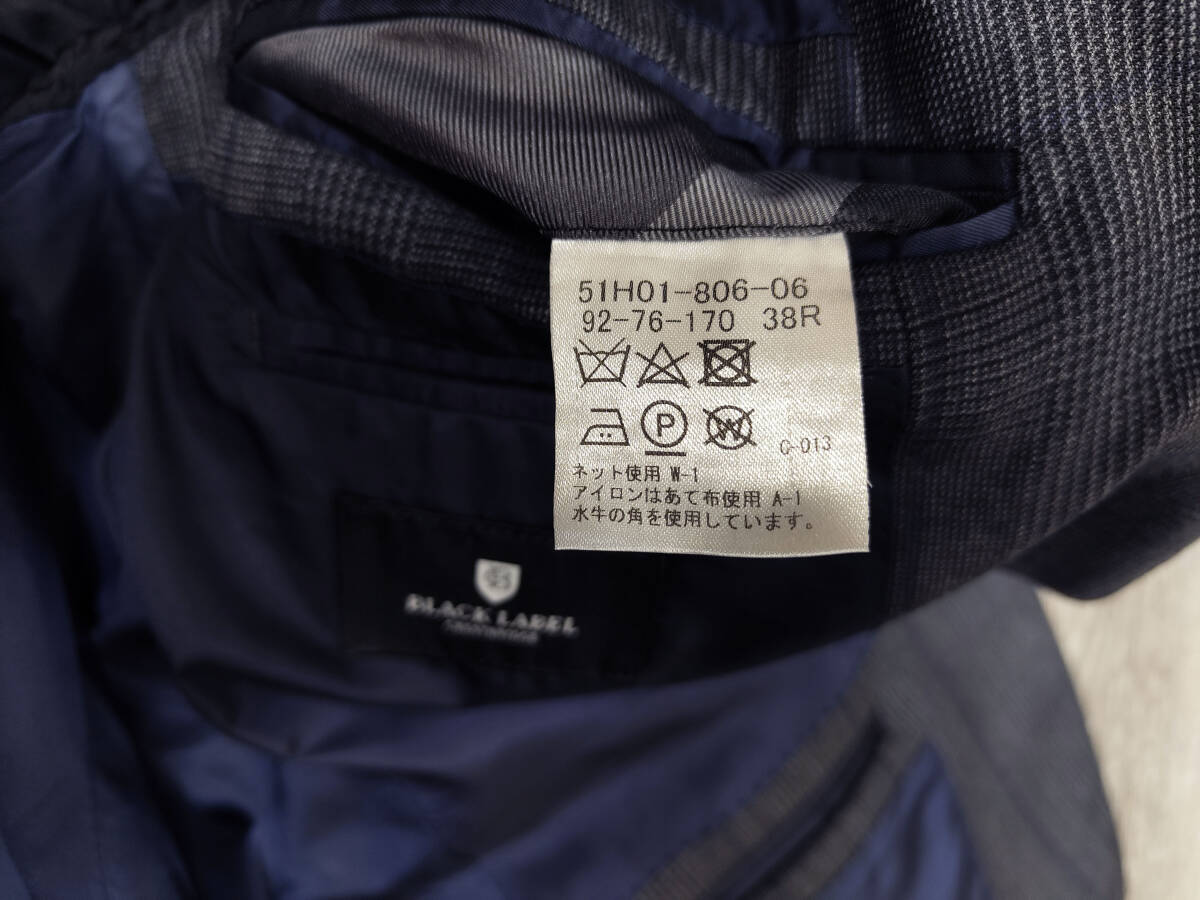 51H01-806-06
92-76-170 38R
P
W
C-013
ネット使用 W-1
アイロンはあて布使用 A-1
水牛の角を使用しています。
BLACK LABEL
CRESTBRIDGE